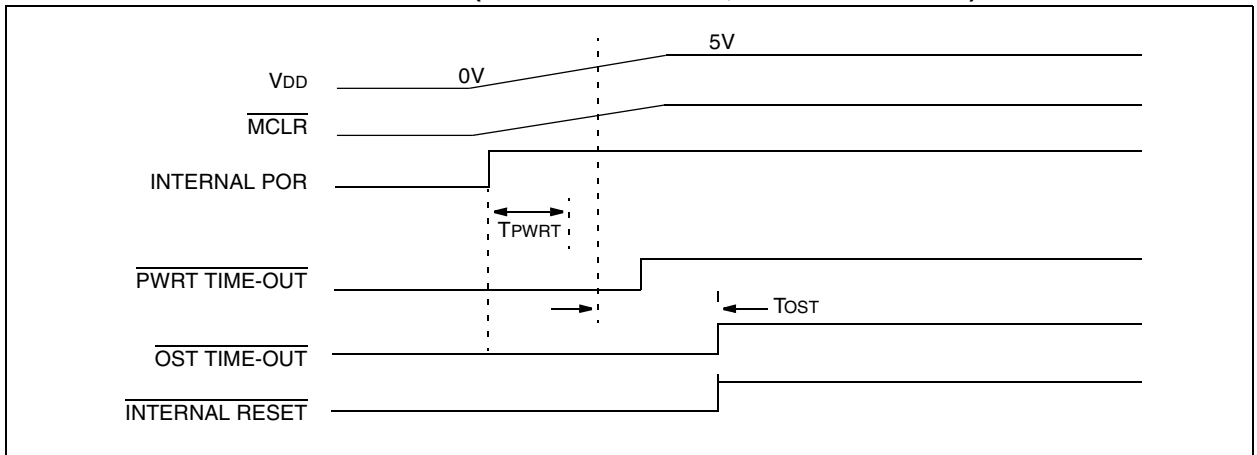 5V
VDD
0V
MCLR
INTERNAL POR
TPWRT
PWRT TIME-OUT
TOST
OST TIME-OUT
INTERNAL RESET